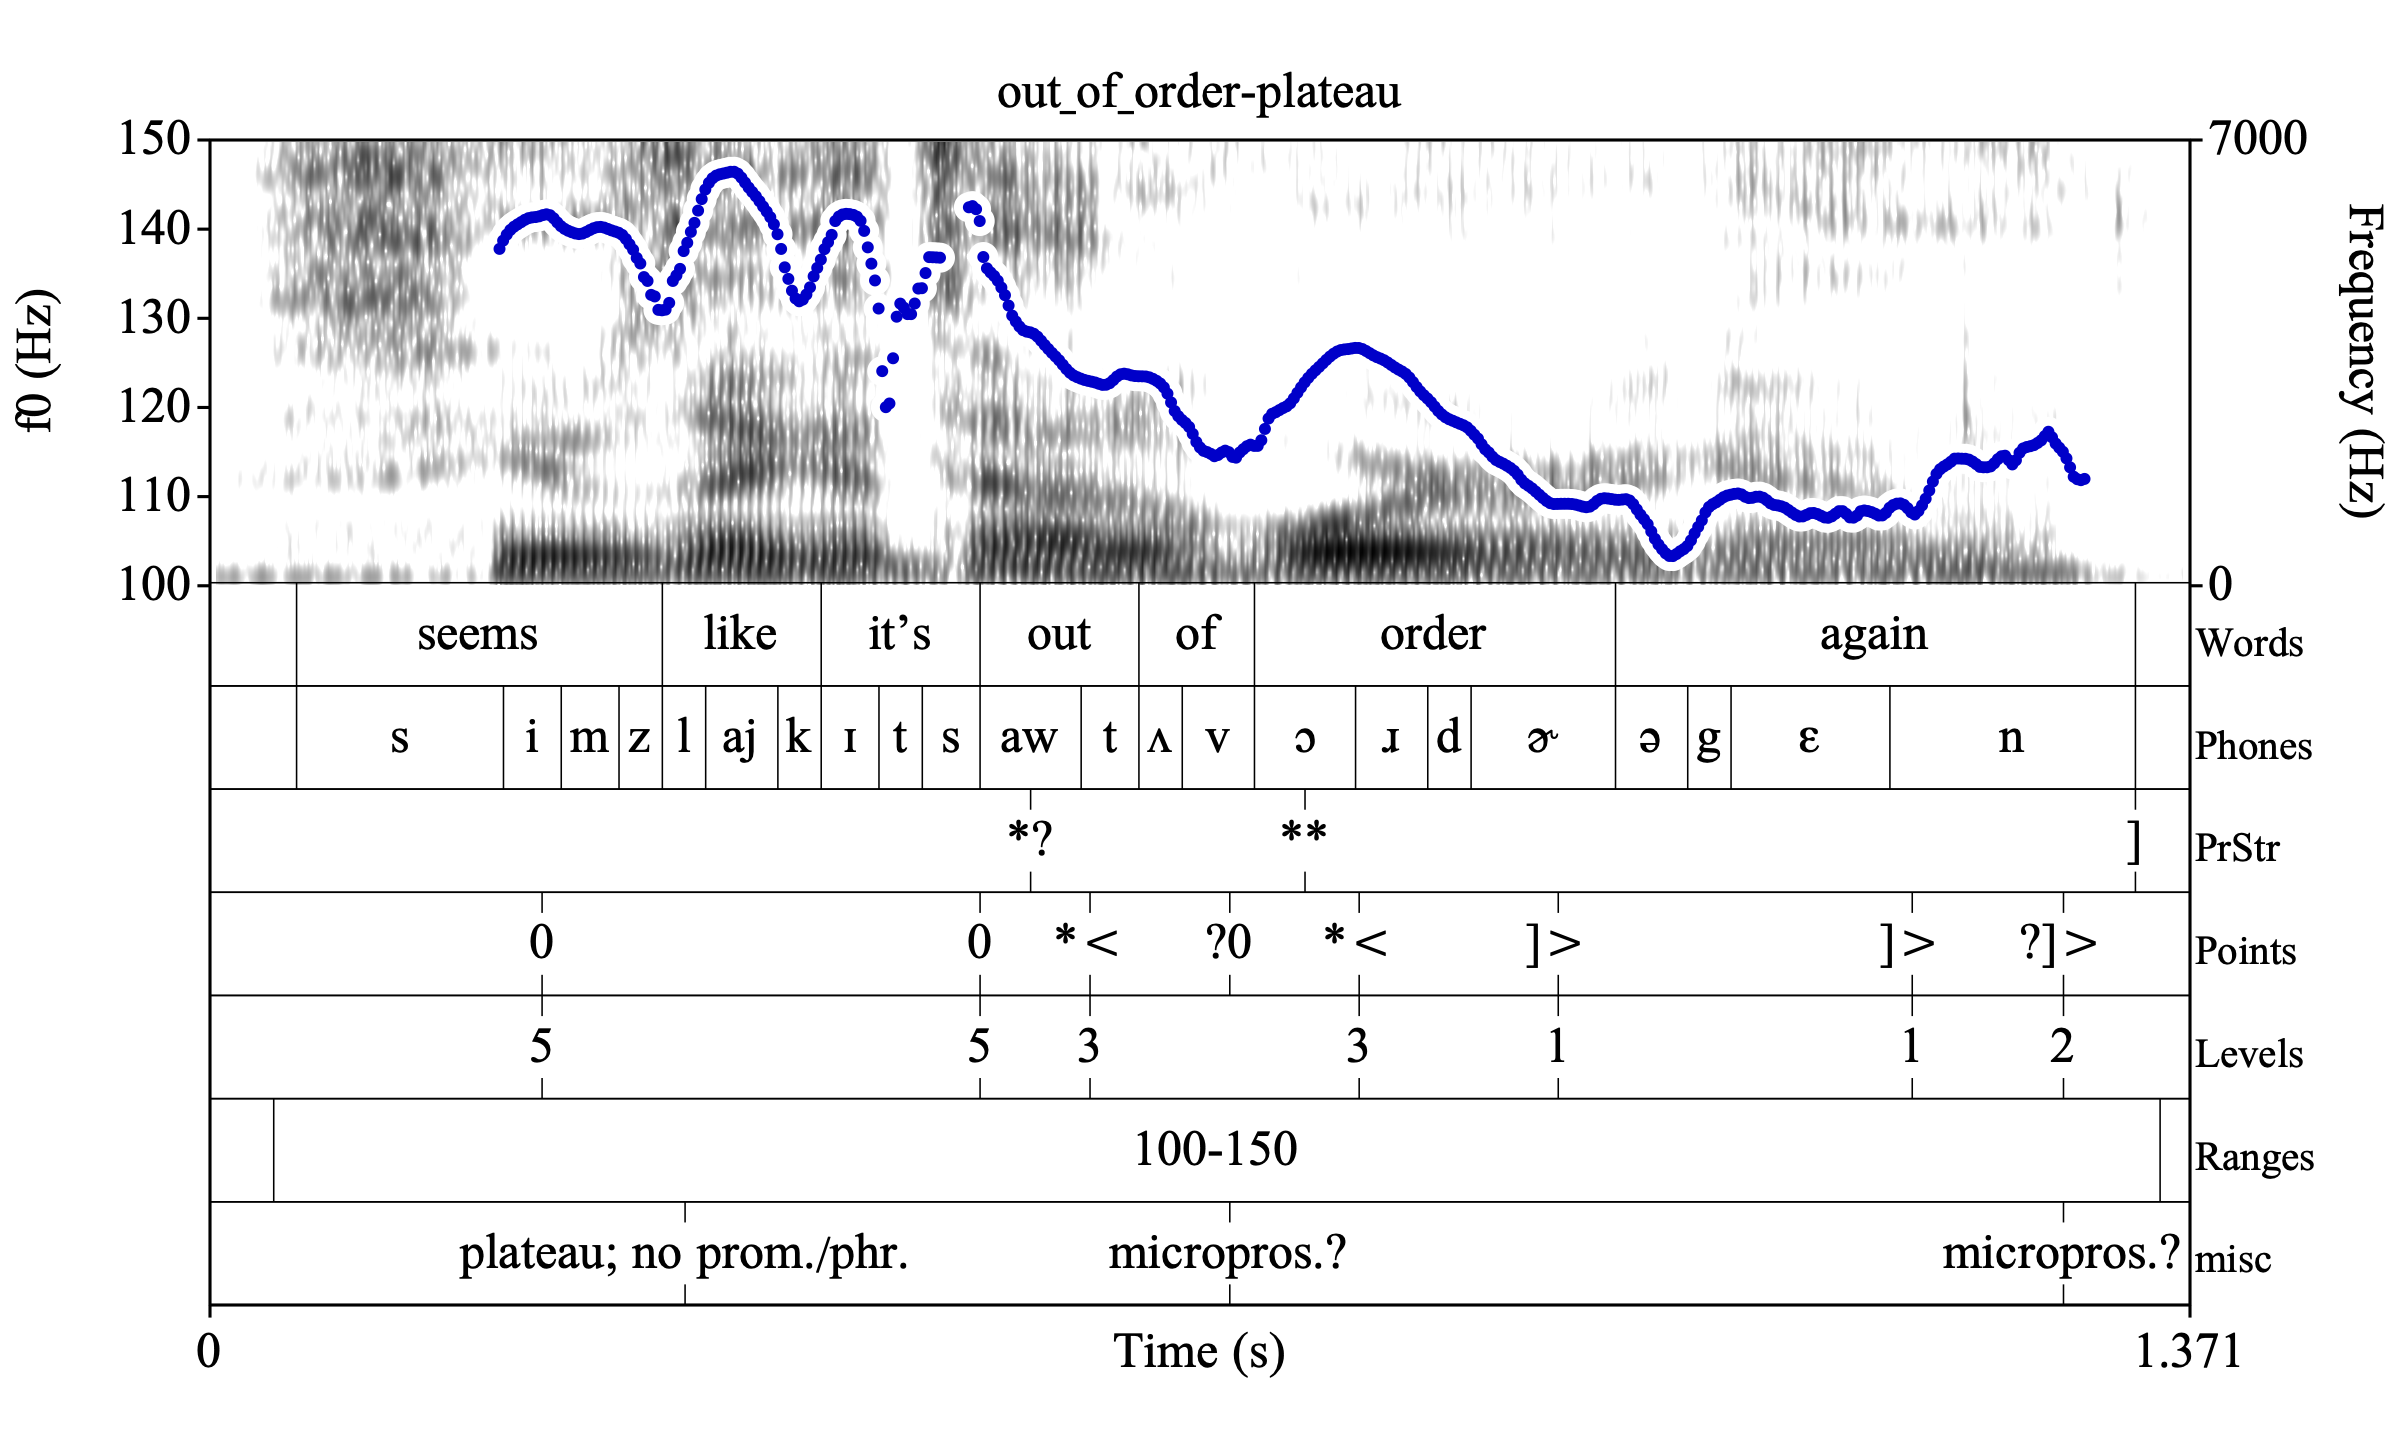 out_of_order-plateau
150
140
130
120
110
100
f0 (Hz)
7000
0
Frequency (Hz)
seems like it’s out of order again Words
s i m z l aj k ɪ t s aw t ʌ v ɔ ɹ d ɚ ə g ɛ n Phones
*? ** ] PrStr
0 0 *< ?0 *< ]> ]> ?]> Points
5 5 3 3 1 1 2 Levels
100-150 Ranges
plateau; no prom./phr. micropros.? micropros.? misc
0 Time (s) 1.371